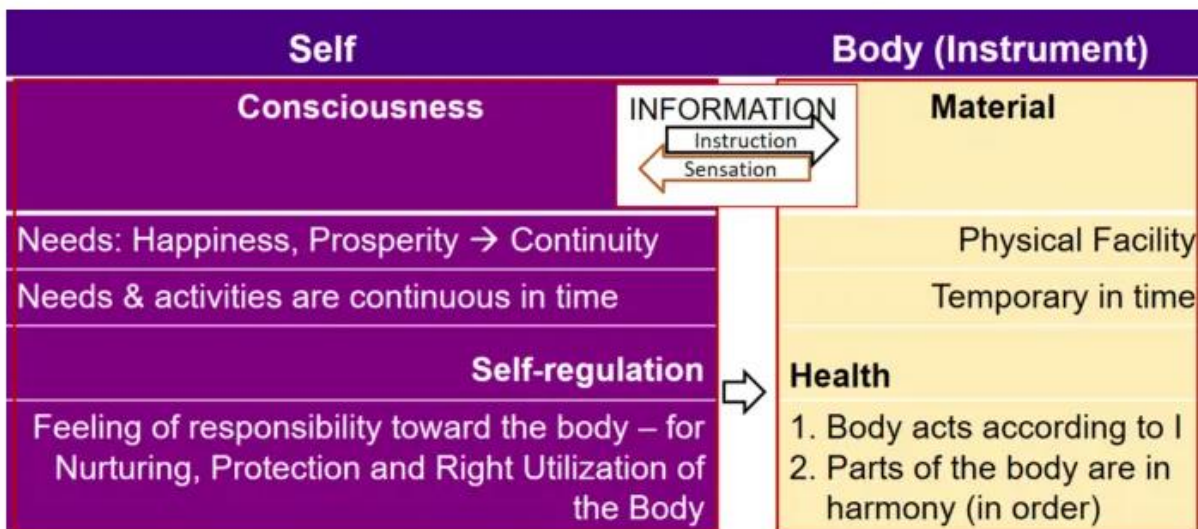 Self
Body (Instrument)
Consciousness
INFORMATION
Instruction
Sensation
Material
Needs: Happiness, Prosperity → Continuity
Physical Facility
Needs & activities are continuous in time
Temporary in time
Self-regulation
Health
Feeling of responsibility toward the body – for
Nurturing, Protection and Right Utilization of
the Body
1. Body acts according to I
2. Parts of the body are in
harmony (in order)